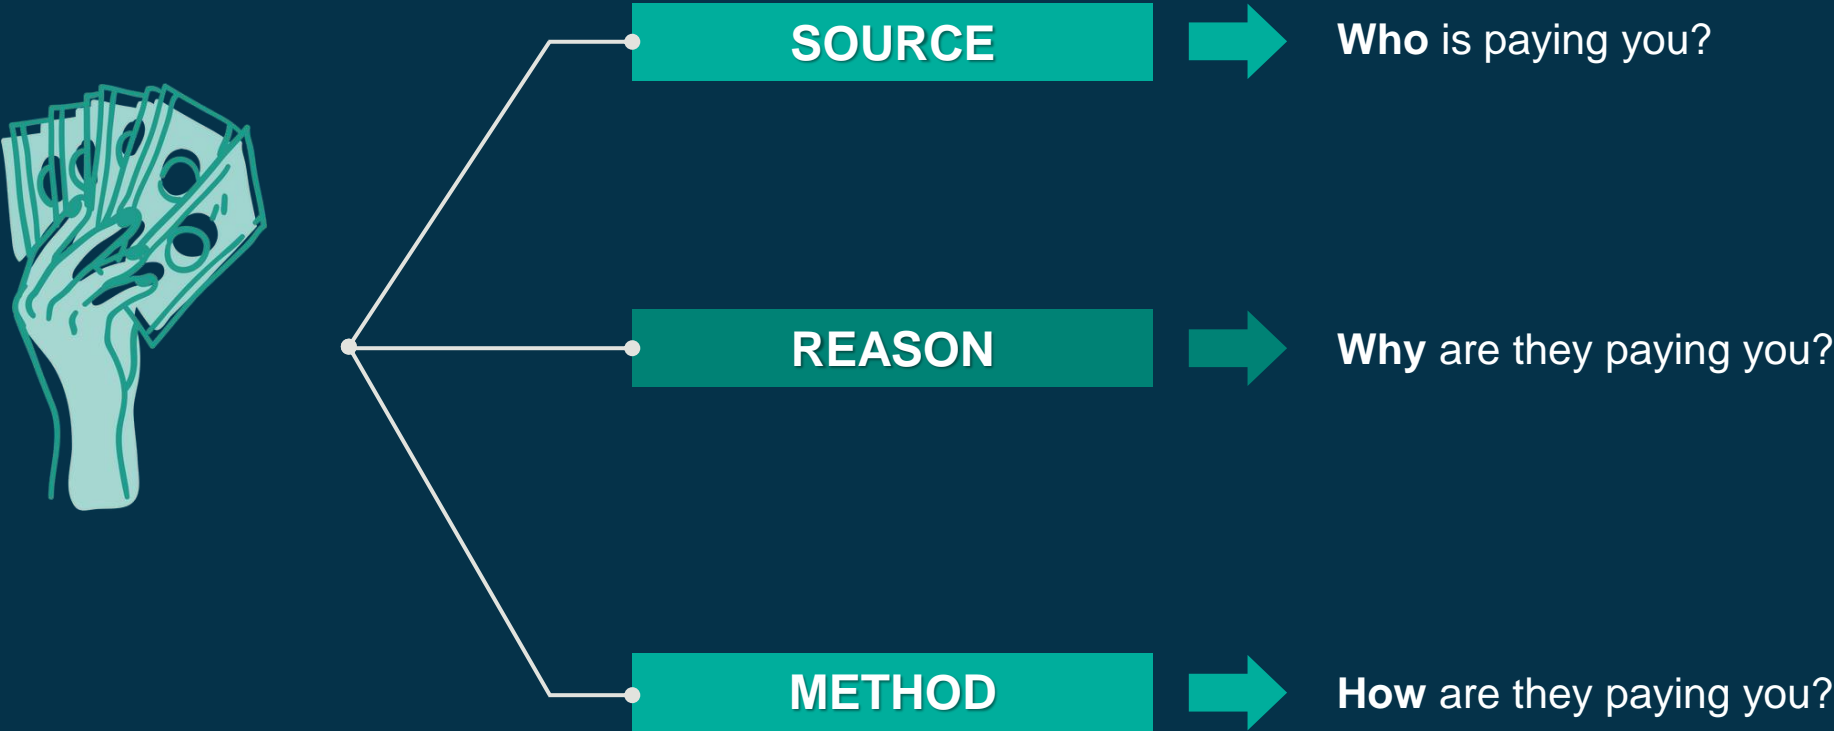 SOURCE
Who is paying you?
REASON
Why are they paying you?
METHOD
How are they paying you?